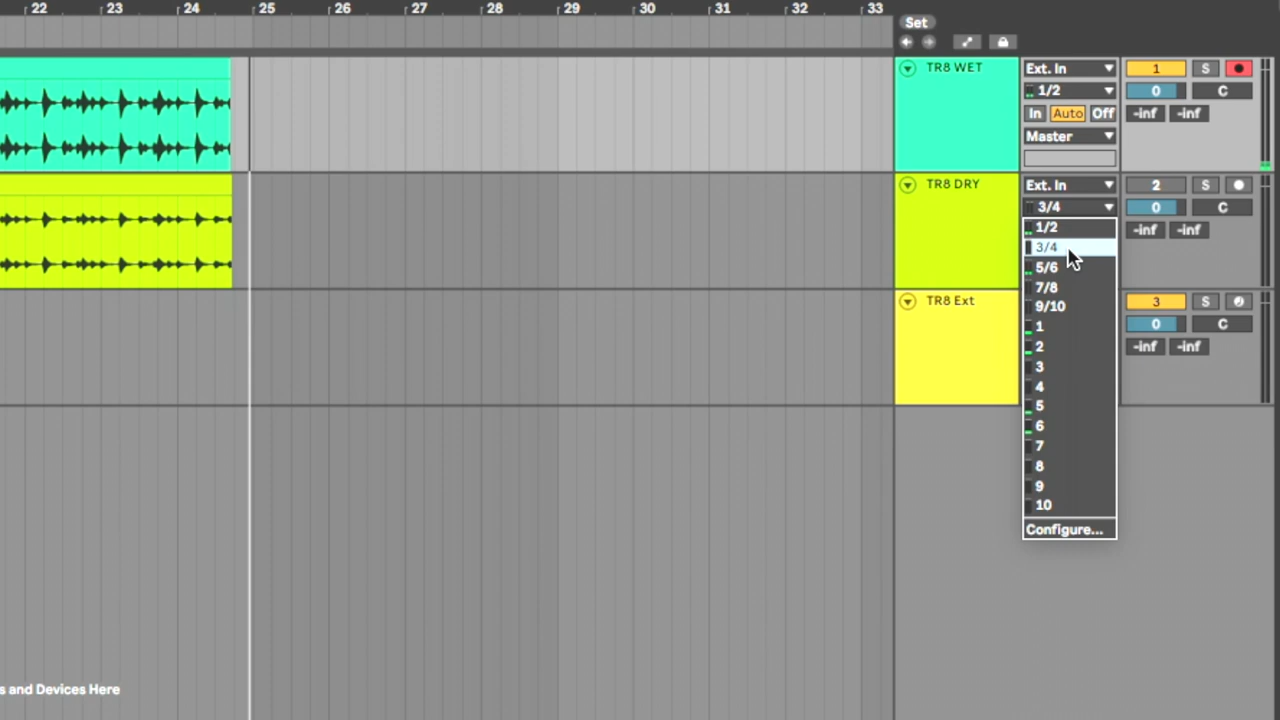 22 23 24 25 26 27 28 29 30 31 32 33
Set
TR8 WET
Ext. In
1
S
1/2
0
C
In Auto Off
-inf -inf
Master
TR8 DRY
Ext. In
2
S
3/4
0
C
-inf -inf
1/2
3/4
5/6
7/8
9/10
1
2
3
4
5
6
7
8
9
10
Configure...
TR8 Ext
3
S
0
C
-inf -inf
s and Devices Here